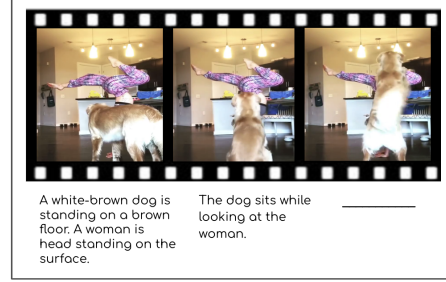 A white-brown dog is
standing on a brown
floor. A woman is
head standing on the
surface.
The dog sits while
looking at the
woman.